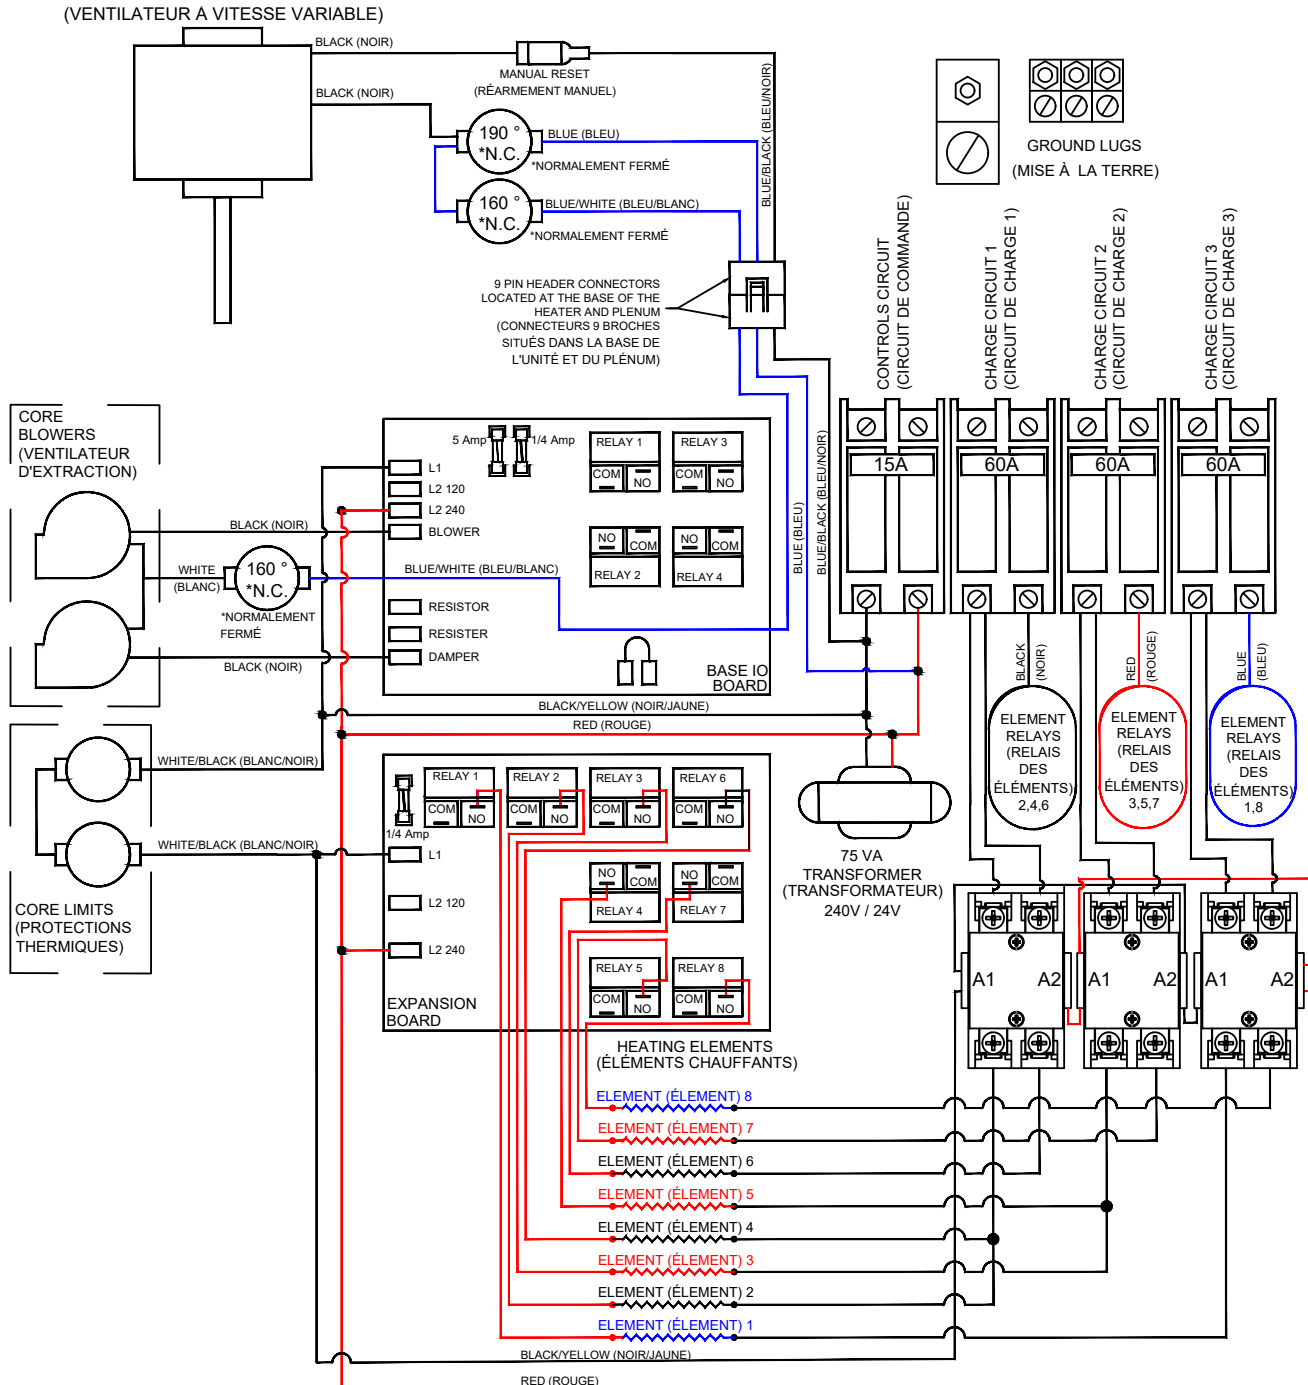 (VENTILATEUR A VITESSE VARIABLE)
BLACK (NOIR)
MANUAL RESET
(RÉARMEMENT MANUEL)
BLACK (NOIR)
190 °
*N.C.
BLUE (BLEU)
*NORMALEMENT FERMÉ
160 °
*N.C.
BLUE/WHITE (BLEU/BLANC)
*NORMALEMENT FERMÉ
BLUE/BLACK (BLEU/NOIR)
GROUND LUGS
(MISE À LA TERRE)
9 PIN HEADER CONNECTORS
LOCATED AT THE BASE OF THE
HEATER AND PLENUM
(CONNECTEURS 9 BROCHES
SITUÉS DANS LA BASE DE
L'UNITÉ ET DU PLÉNUM)
CONTROLS CIRCUIT
(CIRCUIT DE COMMANDE)
CHARGE CIRCUIT 1
(CIRCUIT DE CHARGE 1)
CHARGE CIRCUIT 2
(CIRCUIT DE CHARGE 2)
CHARGE CIRCUIT 3
(CIRCUIT DE CHARGE 3)
15A
60A
60A
60A
CORE
BLOWERS
(VENTILATEUR
D'EXTRACTION)
BLACK (NOIR)
WHITE
(BLANC)
160 °
*N.C.
*NORMALEMENT
FERMÉ
BLUE/WHITE (BLEU/BLANC)
BLACK (NOIR)
5 Amp
1/4 Amp
L1
L2 120
L2 240
BLOWER
RESISTOR
RESISTER
DAMPER
RELAY 1
COM
NO
RELAY 3
COM
NO
NO
COM
RELAY 2
NO
COM
RELAY 4
BASE IO
BOARD
BLUE (BLEU)
BLUE/BLACK (BLEU/NOIR)
BLACK/YELLOW (NOIR/JAUNE)
RED (ROUGE)
BLACK
(NOIR)
RED
(ROUGE)
BLUE
(BLEU)
ELEMENT
RELAYS
(RELAIS
DES
ÉLÉMENTS)
2,4,6
ELEMENT
RELAYS
(RELAIS
DES
ÉLÉMENTS)
3,5,7
ELEMENT
RELAYS
(RELAIS
DES
ÉLÉMENTS)
1,8
WHITE/BLACK (BLANC/NOIR)
WHITE/BLACK (BLANC/NOIR)
CORE LIMITS
(PROTECTIONS
THERMIQUES)
1/4 Amp
L1
L2 120
L2 240
RELAY 1
COM
NO
RELAY 2
COM
NO
RELAY 3
COM
NO
RELAY 6
COM
NO
NO
COM
RELAY 4
NO
COM
RELAY 7
RELAY 5
COM
NO
RELAY 8
COM
NO
EXPANSION
BOARD
75 VA
TRANSFORMER
(TRANSFORMATEUR)
240V / 24V
A1
A2
A1
A2
A1
A2
HEATING ELEMENTS
(ÉLÉMENTS CHAUFFANTS)
ELEMENT (ÉLEMENT) 8
ELEMENT (ÉLEMENT) 7
ELEMENT (ÉLEMENT) 6
ELEMENT (ÉLEMENT) 5
ELEMENT (ÉLEMENT) 4
ELEMENT (ÉLEMENT) 3
ELEMENT (ÉLEMENT) 2
ELEMENT (ÉLEMENT) 1
BLACK/YELLOW (NOIR/JAUNE)
RED (ROUGE)